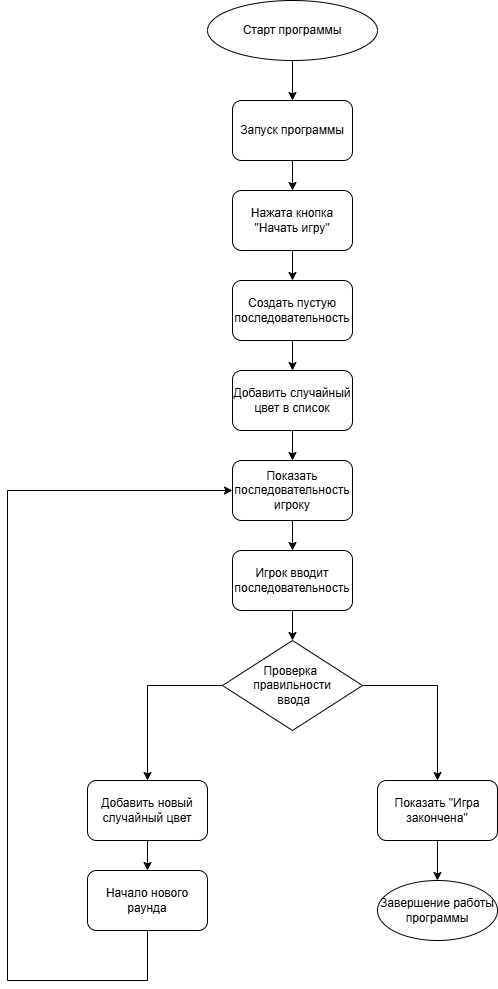 Старт программы
Запуск программы
Нажата кнопка
"Начать игру"
Создать пустую
последовательность
Добавить случайный
цвет в список
Показать
последовательность
игроку
Игрок вводит
последовательность
Проверка
правильности
ввода
Добавить новый
случайный цвет
Показать "Игра
закончена"
Начало нового
раунда
Завершение работы
программы